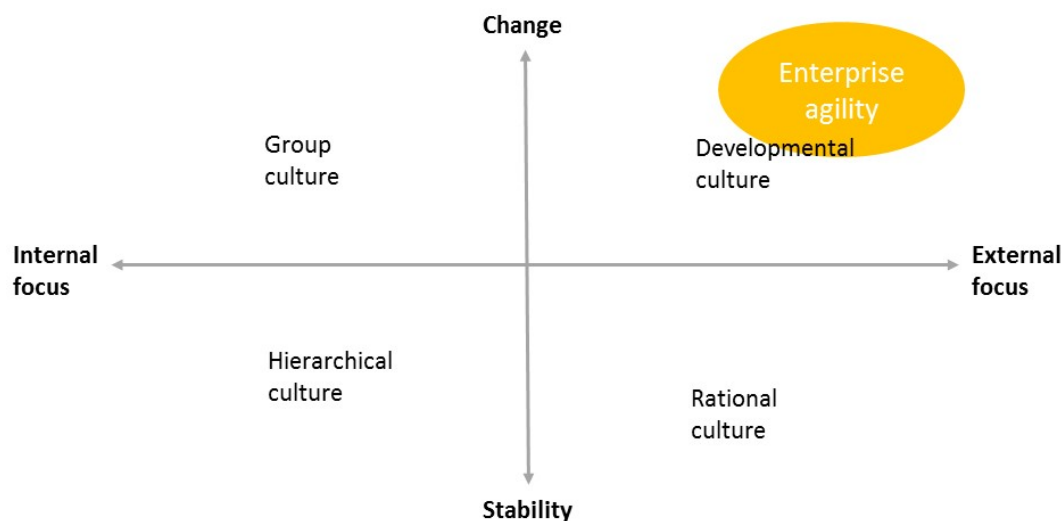 Change
Enterprise
agility
Group
culture
Developmental
culture
Internal
focus
External
focus
Hierarchical
culture
Rational
culture
Stability